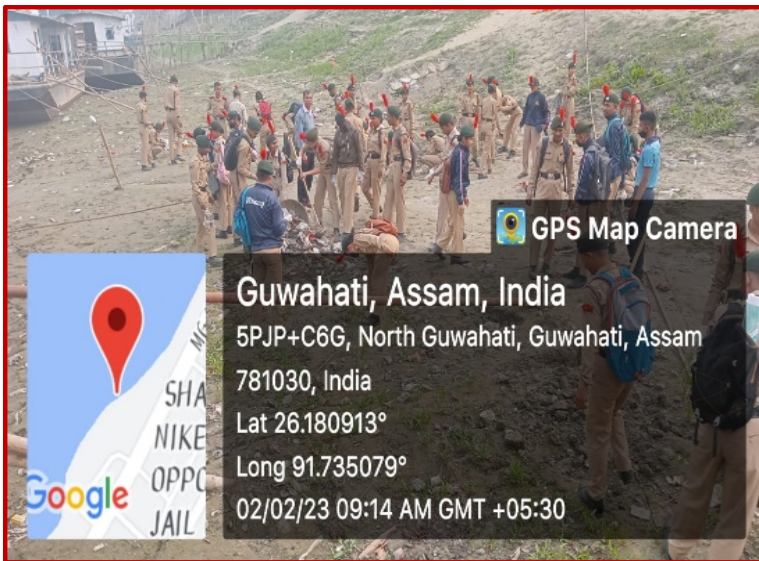 GPS Map Camera
Guwahati, Assam, India
5PJP+C6G, North Guwahati, Guwahati, Assam
781030, India
Lat 26.180913°
Long 91.735079°
02/02/23 09:14 AM GMT +05:30
SHA
NIKE
OPPO
JAIL
Google